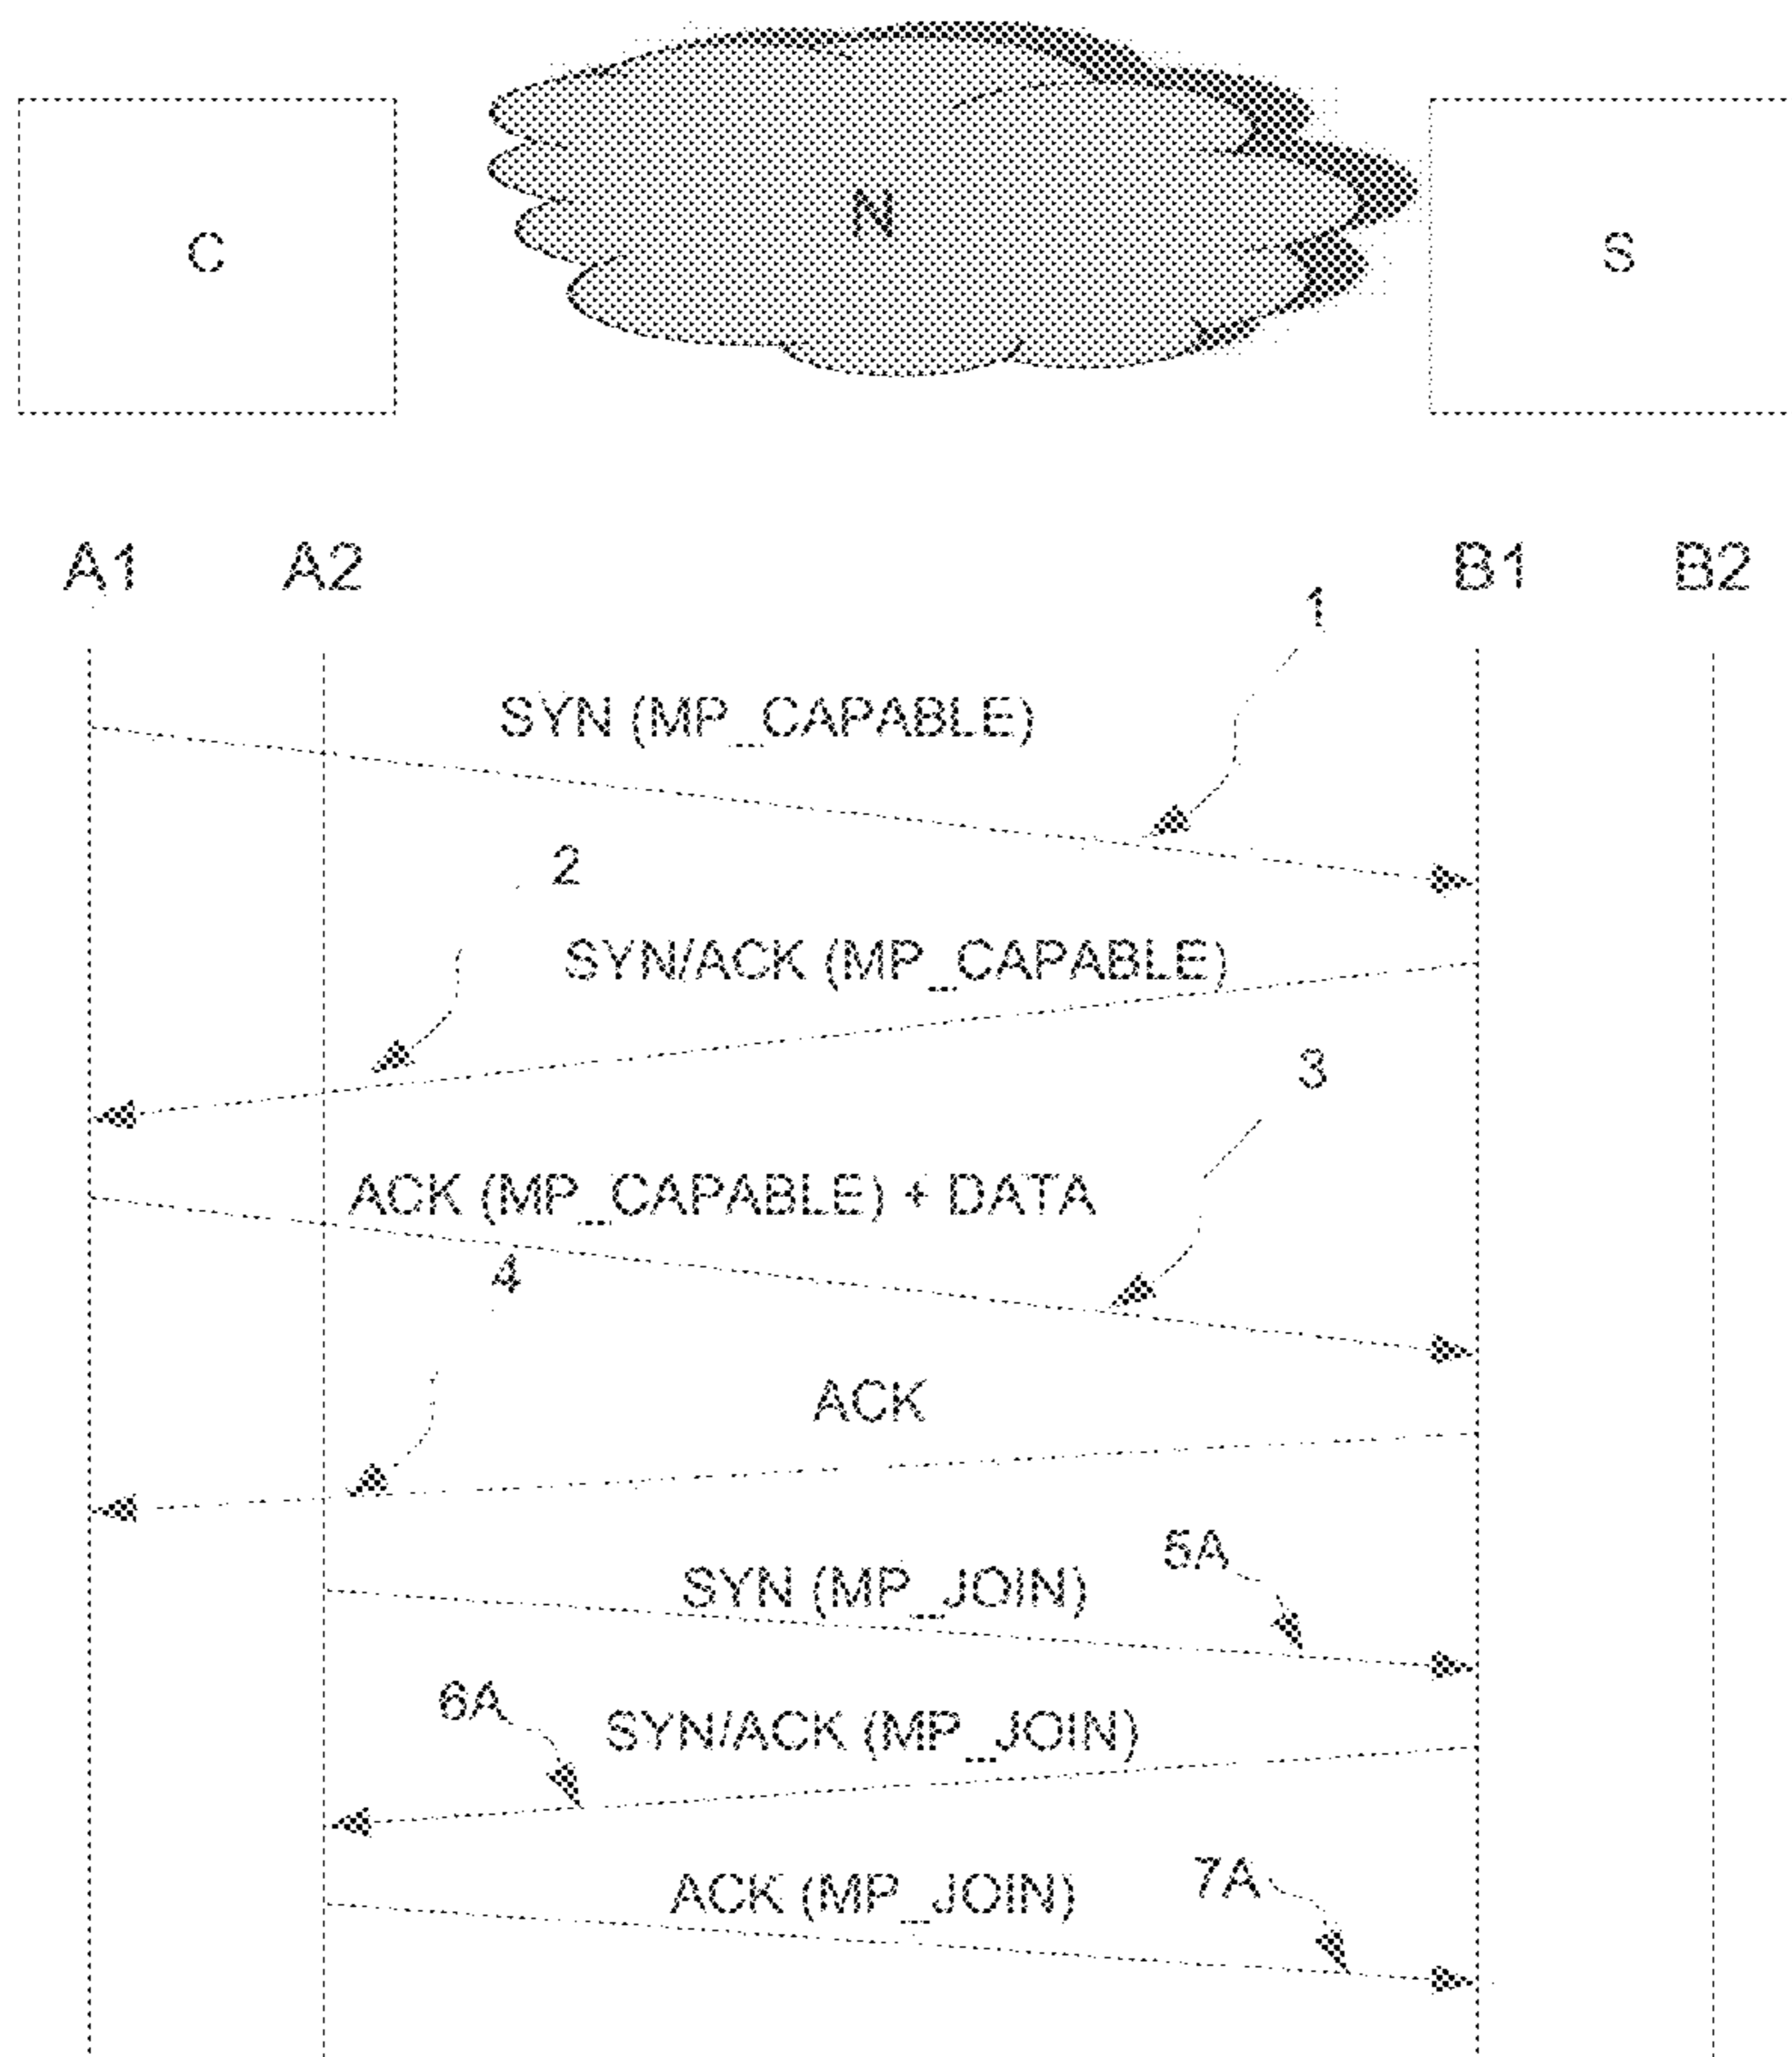 C
N
S
A1 A2 B1 B2
1
SYN (MP_CAPABLE)
2
SYN/ACK (MP_CAPABLE)
3
ACK (MP_CAPABLE) + DATA
4
ACK
5A
SYN (MP_JOIN)
6A
SYN/ACK (MP_JOIN)
7A
ACK (MP_JOIN)